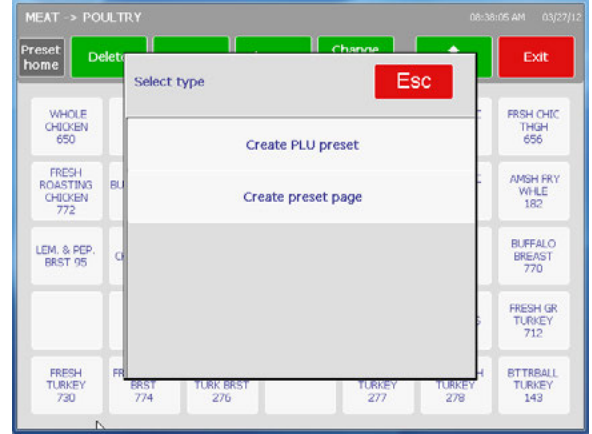 MEAT -> POULTRY 08:38:05 AM 03/27/12
Preset
home
Change
Exit
Select type
Esc
Create PLU preset
Create preset page
WHOLE
CHICKEN
650
FRSH CHIC
THGH
656
FRESH
ROASTING
CHICKEN
772
AMSH FRY
WHLE
182
LEM. & PEP.
BRST 95
BUFFALO
BREAST
770
FRESH GR
TURKEY
712
FRESH
TURKEY
730
BRST
774
TURK BRST
276
TURKEY
277
TURKEY
278
BTTRBALL
TURKEY
143